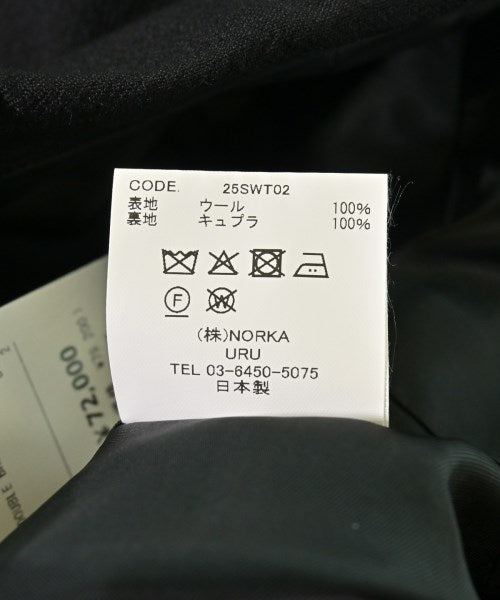 CODE. 25SWT02
表地 ウール 100%
裏地 キュプラ 100%
F W
(株)NORKA
URU
TEL 03-6450-5075
日本製
¥72,000
DOUBLE